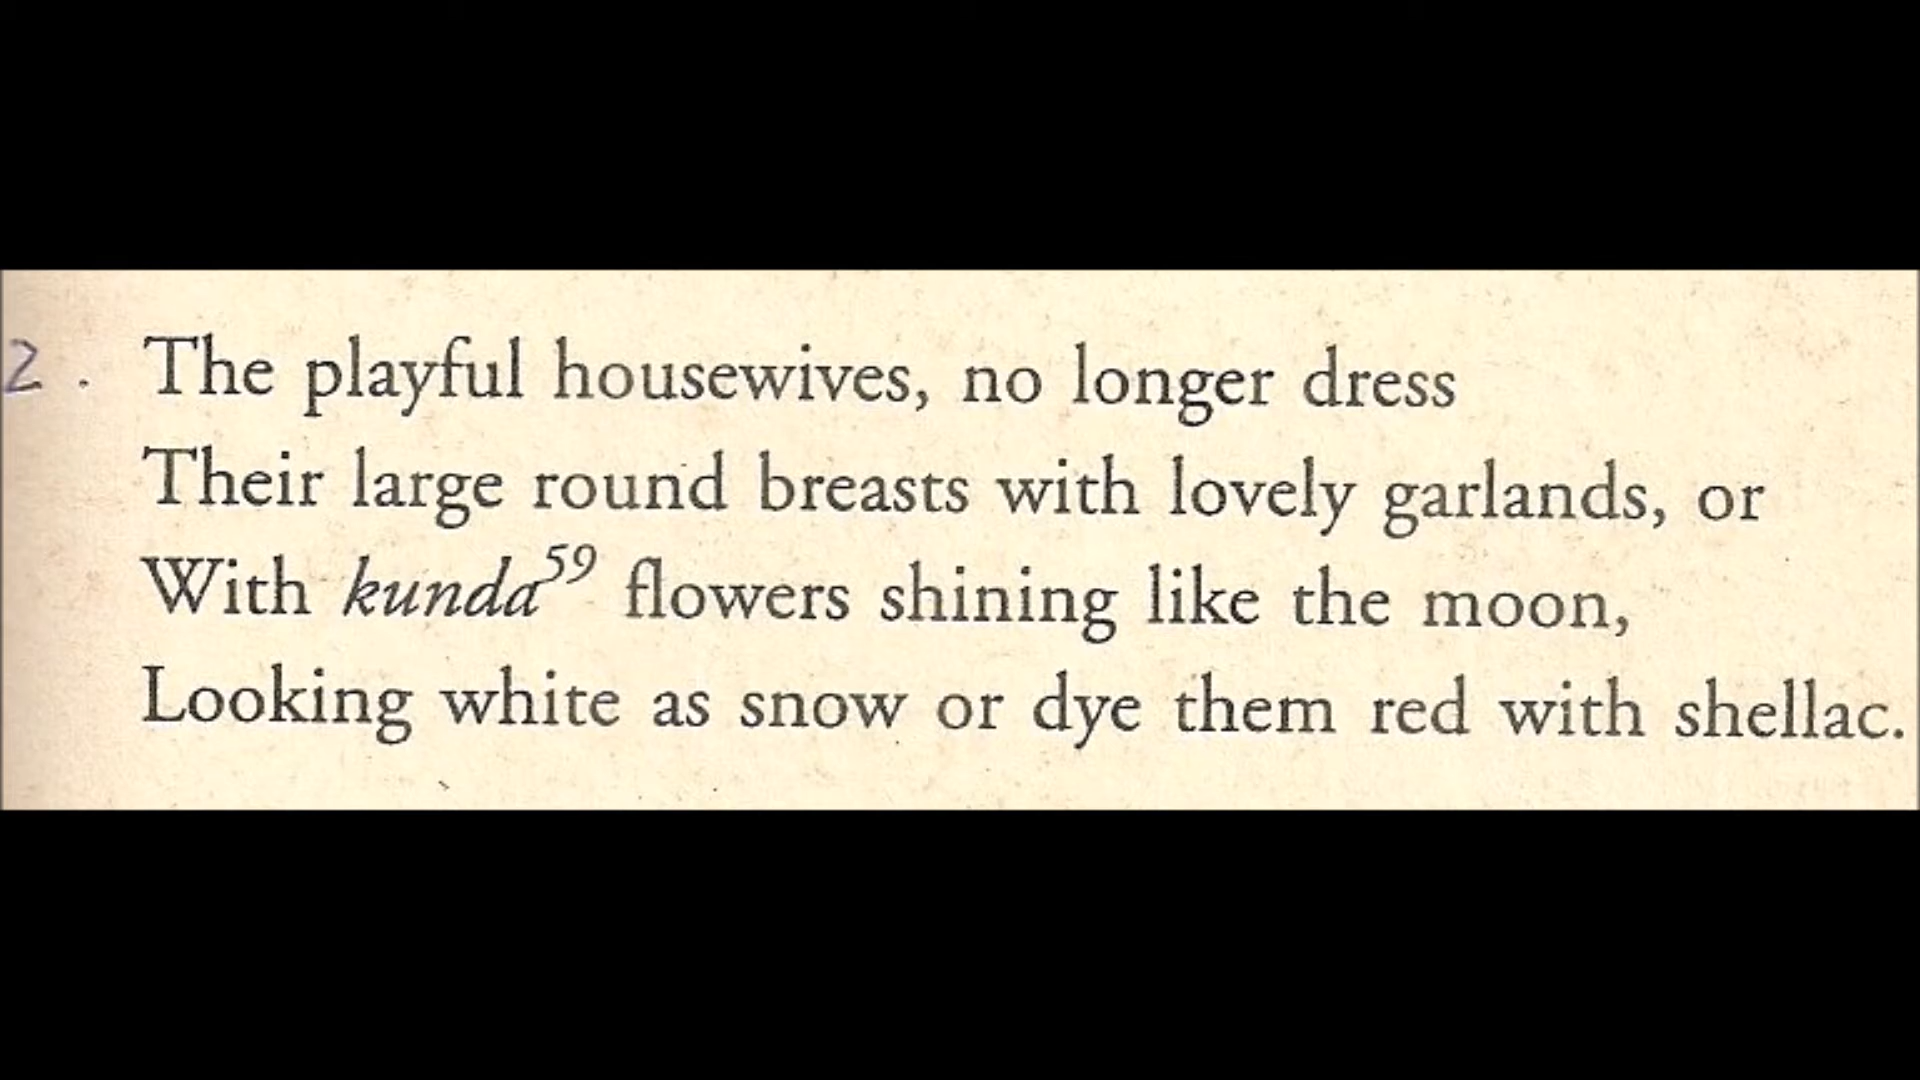 2. The playful housewives, no longer dress
Their large round breasts with lovely garlands, or
With kunda59 flowers shining like the moon,
Looking white as snow or dye them red with shellac.